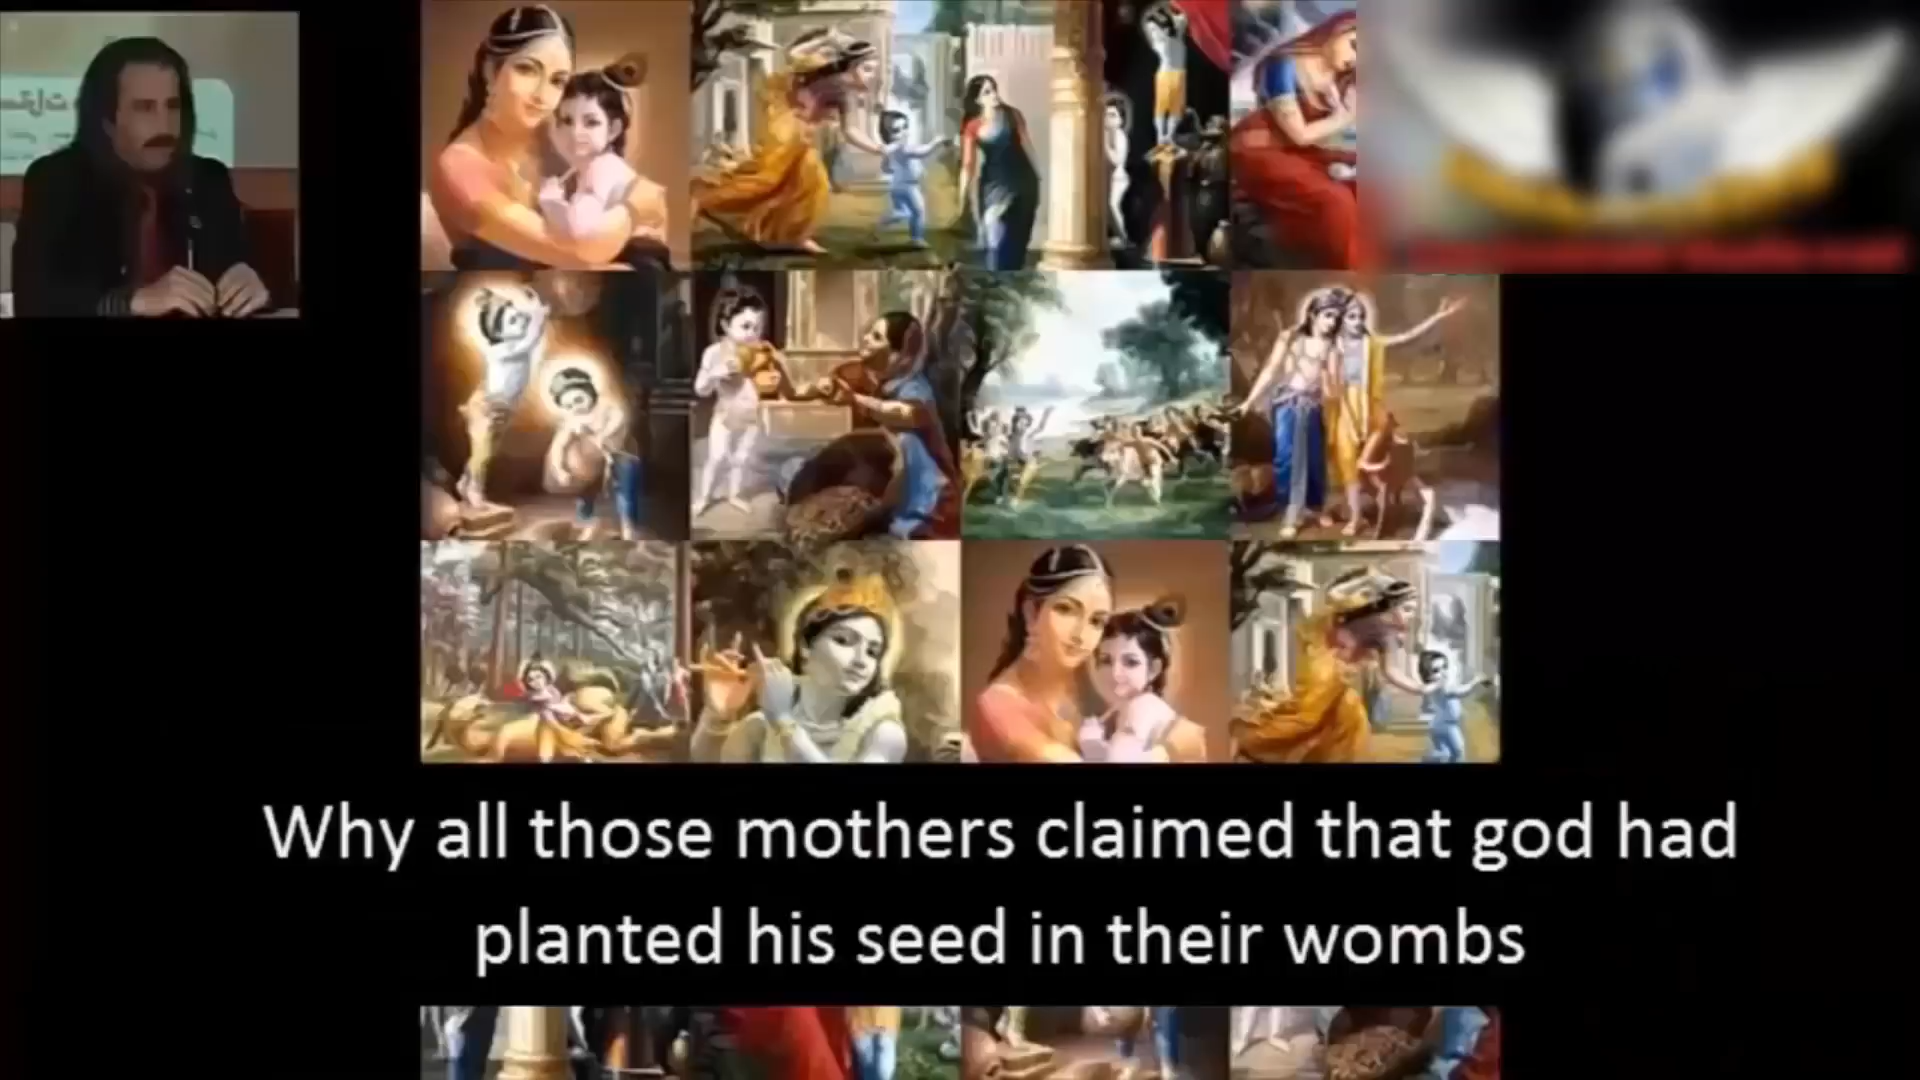 Why all those mothers claimed that god had
planted his seed in their wombs